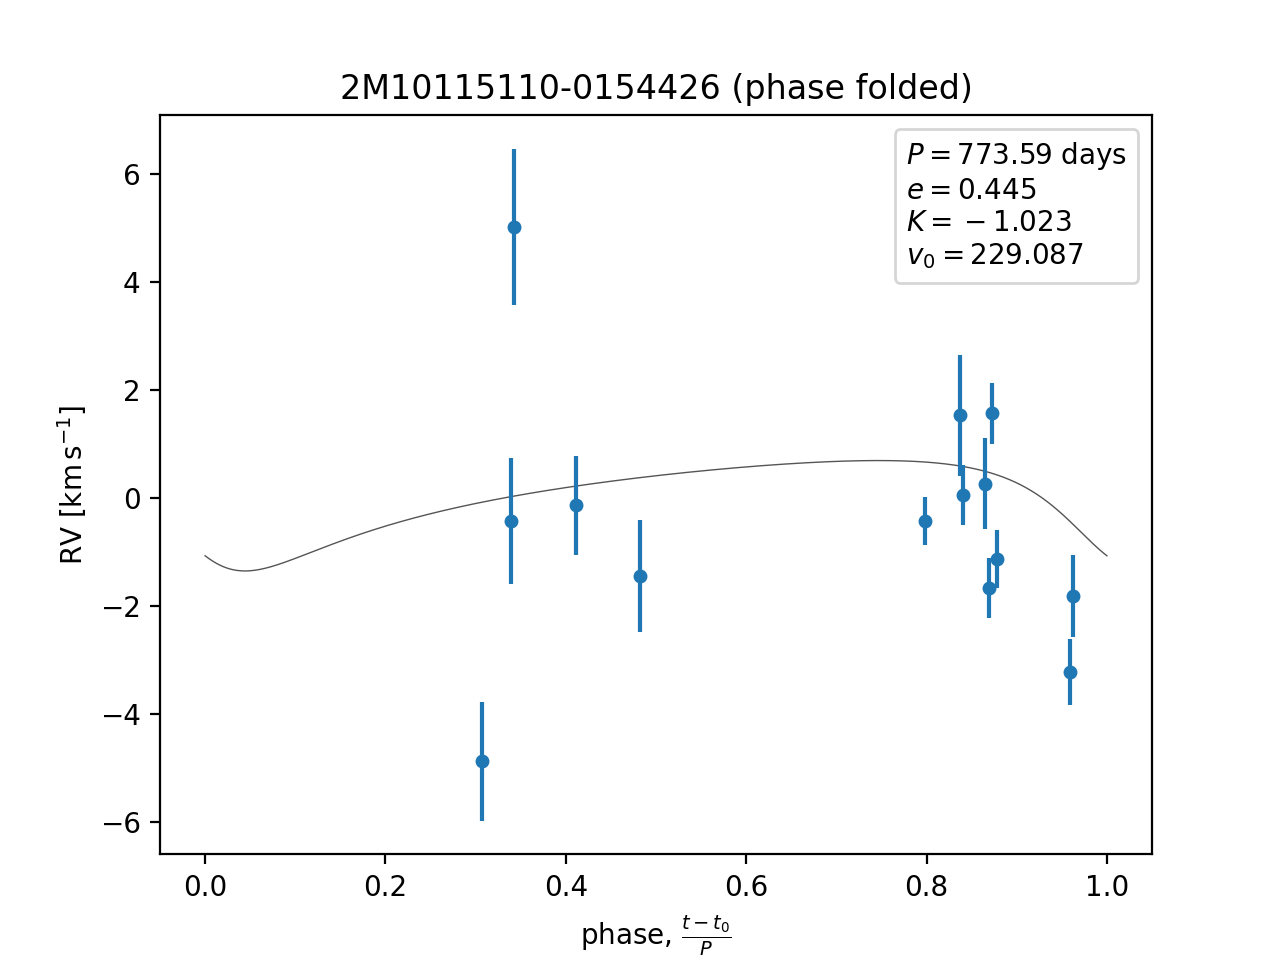 2M10115110-0154426 (phase folded)
P = 773.59 days
e = 0.445
K = −1.023
v₀ = 229.087
RV [km s⁻¹]
6
4
2
0
−2
−4
−6
0.0 0.2 0.4 0.6 0.8 1.0
phase, (t − t₀)/P